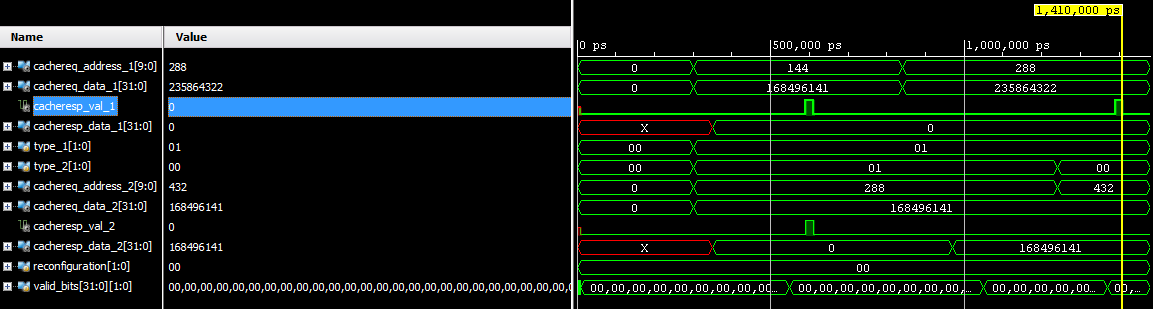 1,410,000 ps
Name Value
0 ps 500,000 ps 1,000,000 ps
cachereq_address_1[9:0] 288 0 144 288
cachereq_data_1[31:0] 235864322 0 168496141 235864322
cacheresp_val_1 0
cacheresp_data_1[31:0] 0 X 0
type_1[1:0] 01 00 01
type_2[1:0] 00 00 01 00
cachereq_address_2[9:0] 432 0 288 432
cachereq_data_2[31:0] 168496141 0 168496141
cacheresp_val_2 0
cacheresp_data_2[31:0] 168496141 X 0 168496141
reconfiguration[1:0] 00 00
valid_bits[31:0][1:0] 00,00,00,00,00,00,00,00,00,00,00,00,00,00,00,00,00,00,00,00,00,00,00,00, 00,00,00,00,00,00,00,00,00,... 00,00,00,00,00,00,0... 00,00,00,00,0... 00,...